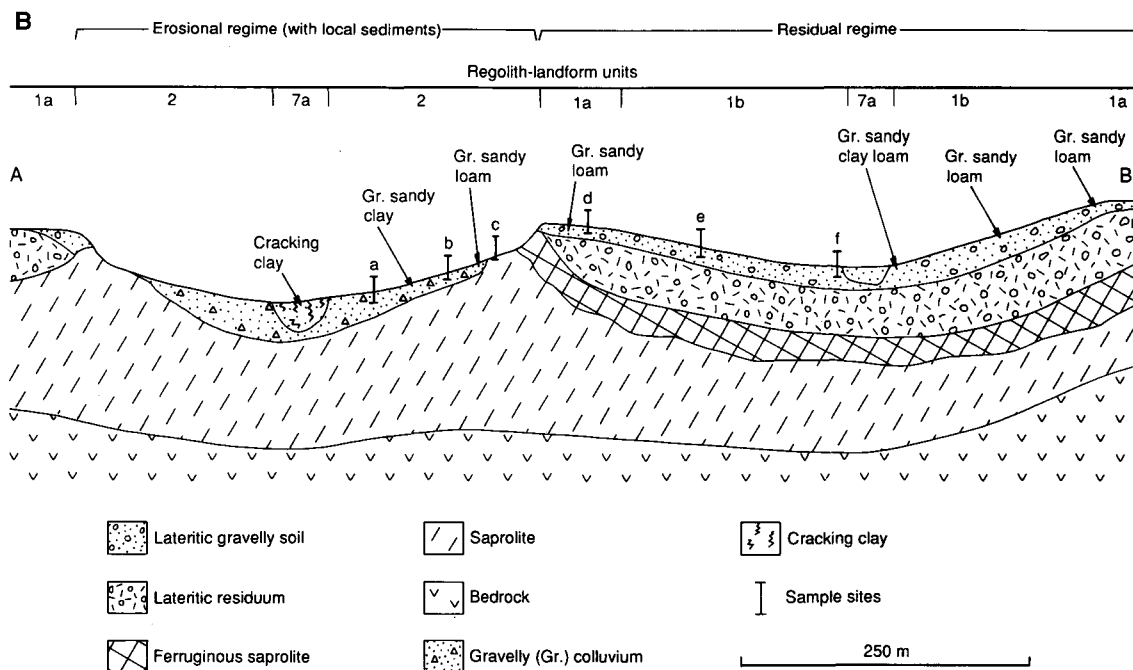 B
Erosional regime (with local sediments)
Residual regime
Regolith-landform units
1a 2 7a 2 1a 1b 7a 1b 1a
A
B
Cracking
clay
Gr. sandy
clay
Gr. sandy
loam
Gr. sandy
loam
Gr. sandy
clay loam
Gr. sandy
loam
Gr. sandy
loam
a
b
c
d
e
f
Lateritic gravelly soil
Saprolite
Cracking clay
Lateritic residuum
Bedrock
Sample sites
Ferruginous saprolite
Gravelly (Gr.) colluvium
250 m